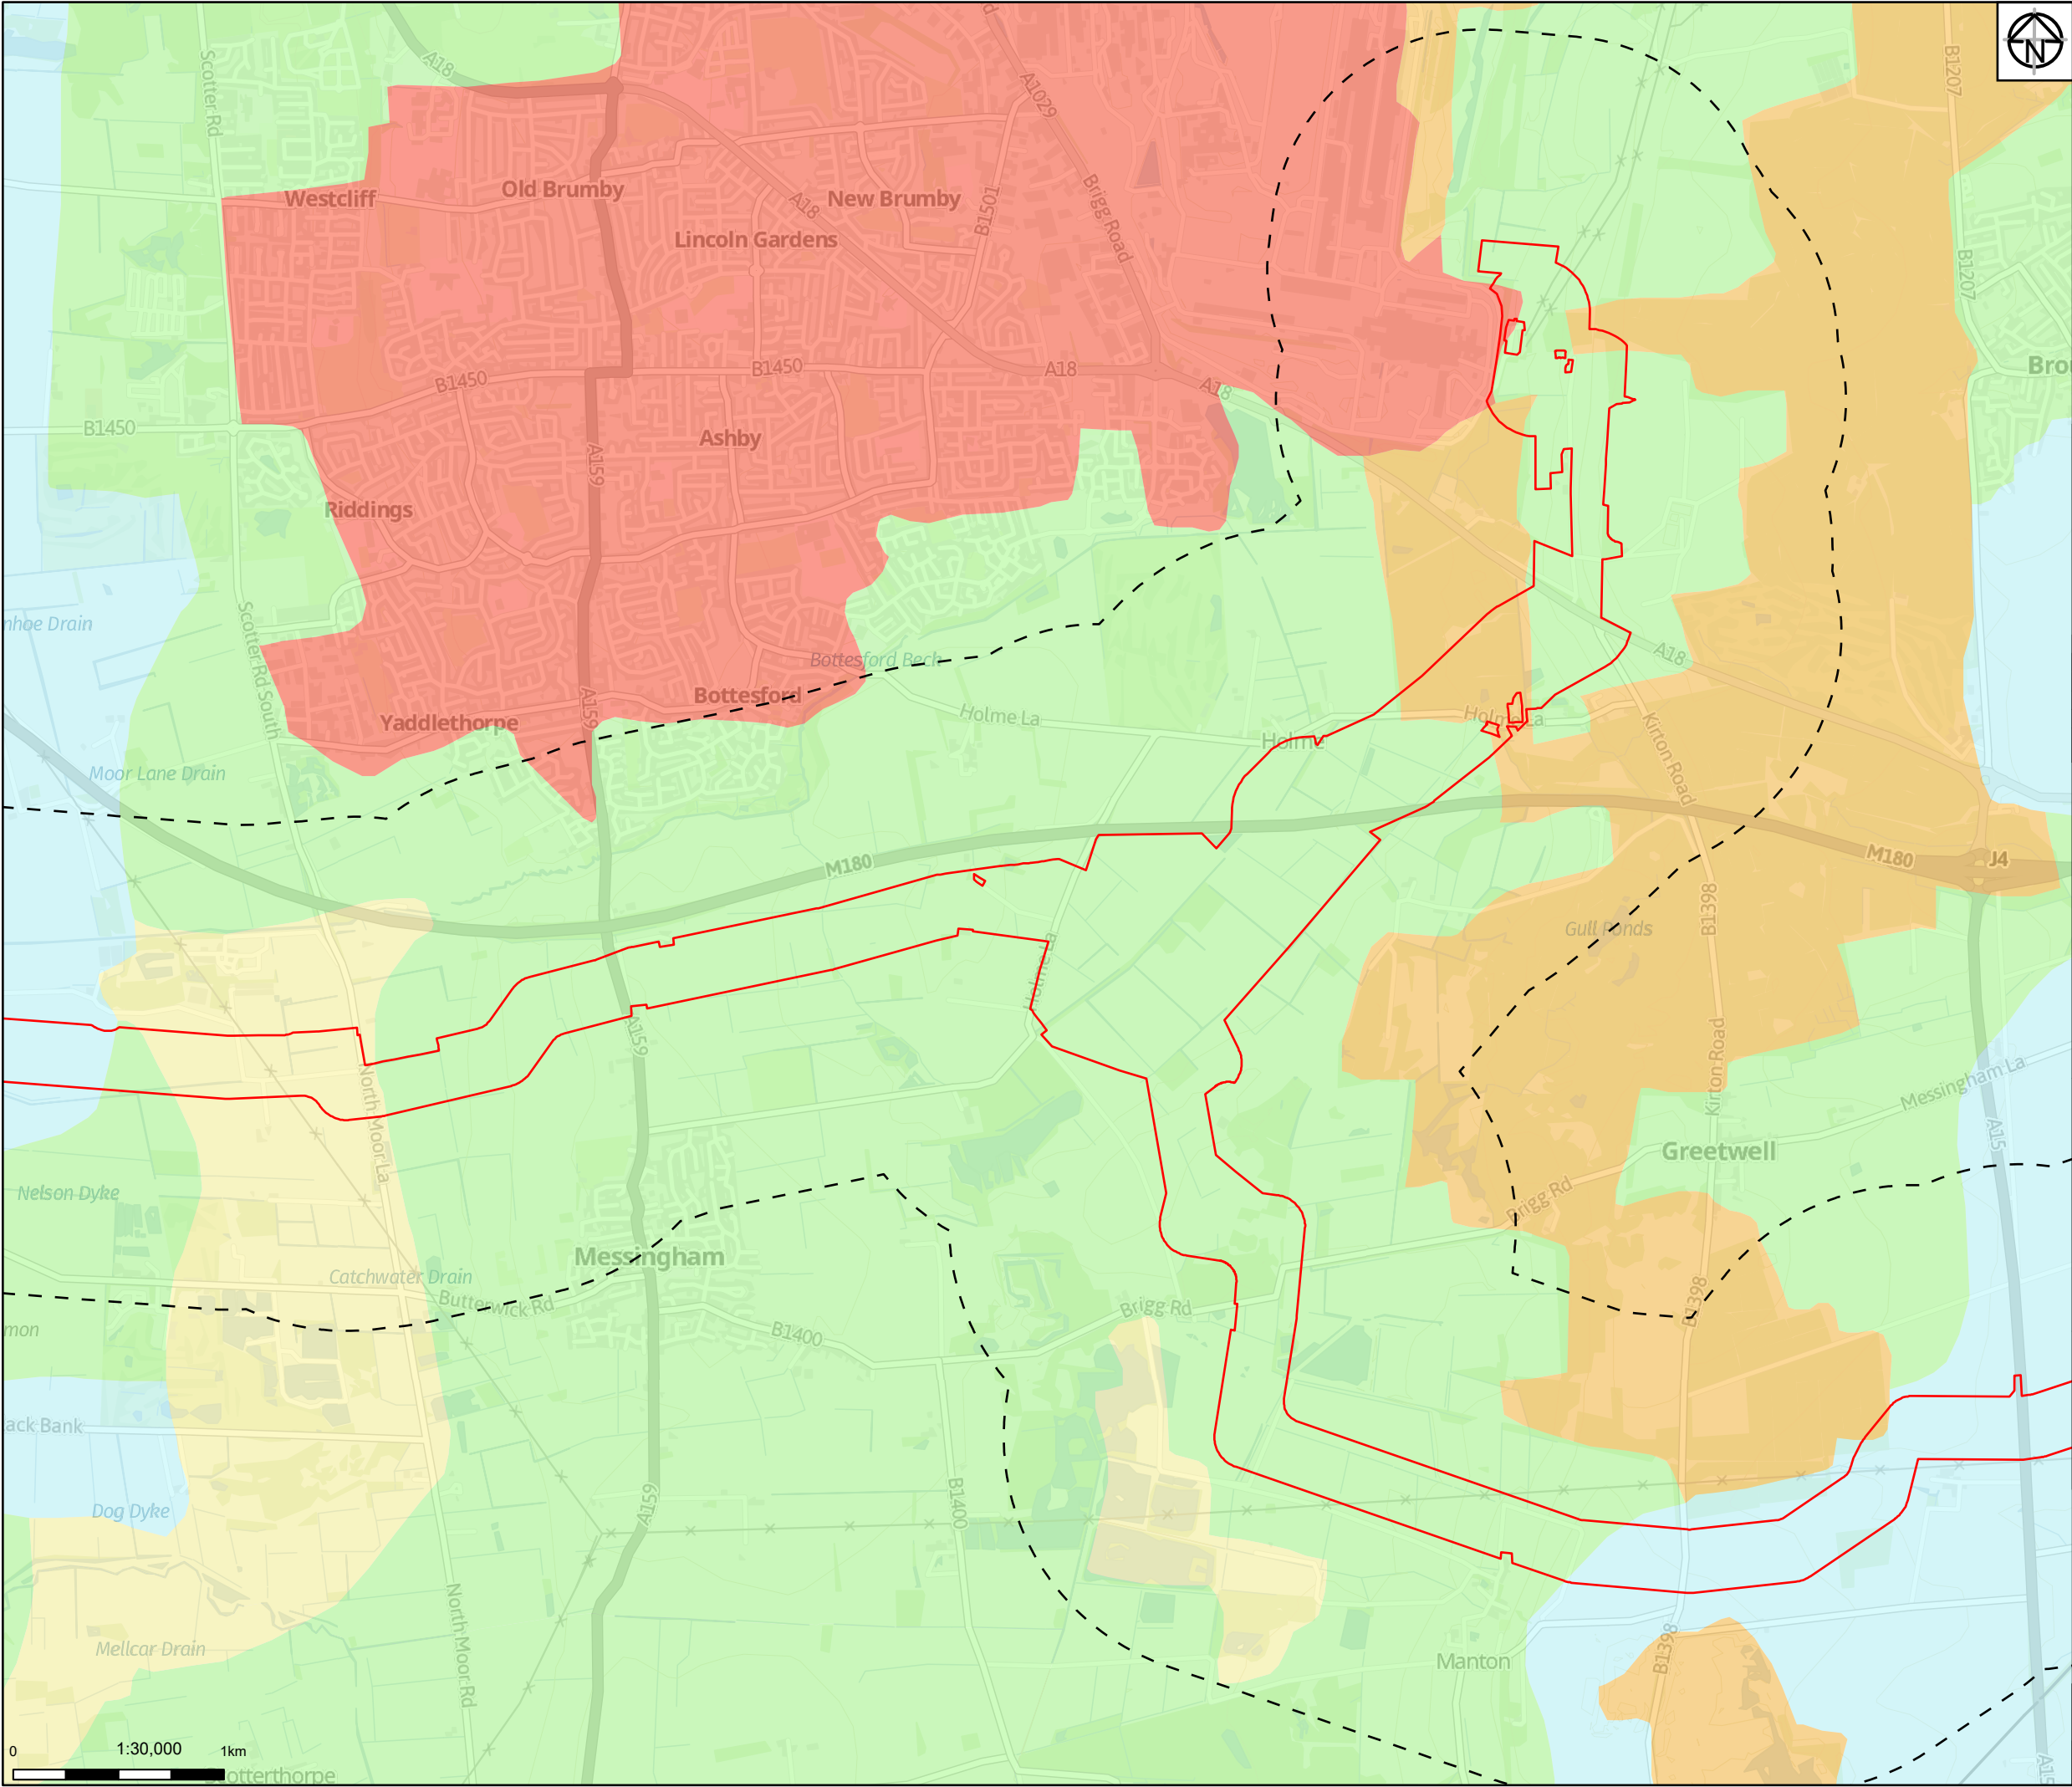 N
A18
Scotter Rd
A1029
B1207
Westcliff
Old Brumby
New Brumby
A18
B1501
Brigg Road
Lincoln Gardens
B1207
B1450
B1450
A18
A18
B1450
Ashby
A159
Riddings
Scotter Rd South
Bottesford Beck
A18
Bottesford
A159
Yaddlethorpe
Holme La
Holme La
Holme
Kirton Road
Moor Lane Drain
M180
M180
J4
B1398
Gull Ponds
Holme La
A159
North Moor La
Kirton Road
Messingham La
A15
Greetwell
Nelson Dyke
Brigg Rd
Messingham
Catchwater Drain
Butterwick Rd
Brigg Rd
B1398
B1400
ack Bank
Dog Dyke
A159
B1400
North Moor Rd
Mellcar Drain
Manton
B1398
0
1:30,000
1km
otterthorpe